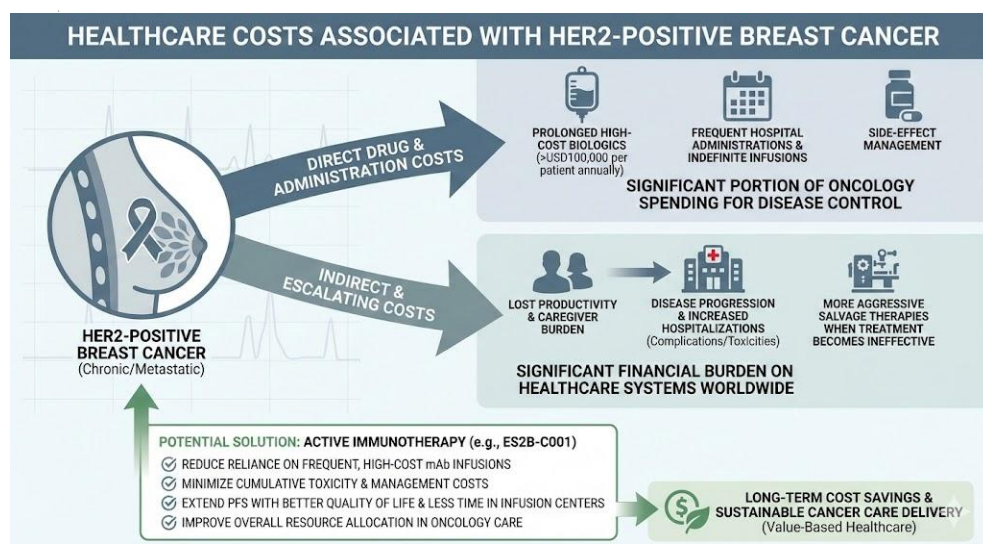 HEALTHCARE COSTS ASSOCIATED WITH HER2-POSITIVE BREAST CANCER
DIRECT DRUG &
ADMINISTRATION COSTS
PROLONGED HIGH-
COST BIOLOGICS
(>USD100,000 per
patient annually)
FREQUENT HOSPITAL
ADMINISTRATIONS &
INDEFINITE INFUSIONS
SIDE-EFFECT
MANAGEMENT
SIGNIFICANT PORTION OF ONCOLOGY
SPENDING FOR DISEASE CONTROL
INDIRECT &
ESCALATING COSTS
LOST PRODUCTIVITY
& CAREGIVER
BURDEN
DISEASE PROGRESSION
& INCREASED
HOSPITALIZATIONS
(Complications/Toxicities)
MORE AGGRESSIVE
SALVAGE THERAPIES
WHEN TREATMENT
BECOMES INEFFECTIVE
SIGNIFICANT FINANCIAL BURDEN ON
HEALTHCARE SYSTEMS WORLDWIDE
HER2-POSITIVE
BREAST CANCER
(Chronic/Metastatic)
POTENTIAL SOLUTION: ACTIVE IMMUNOTHERAPY (e.g., ES2B-C001)
REDUCE RELIANCE ON FREQUENT, HIGH-COST mAb INFUSIONS
MINIMIZE CUMULATIVE TOXICITY & MANAGEMENT COSTS
EXTEND PFS WITH BETTER QUALITY OF LIFE & LESS TIME IN INFUSION CENTERS
IMPROVE OVERALL RESOURCE ALLOCATION IN ONCOLOGY CARE
$
LONG-TERM COST SAVINGS &
SUSTAINABLE CANCER CARE DELIVERY
(Value-Based Healthcare)